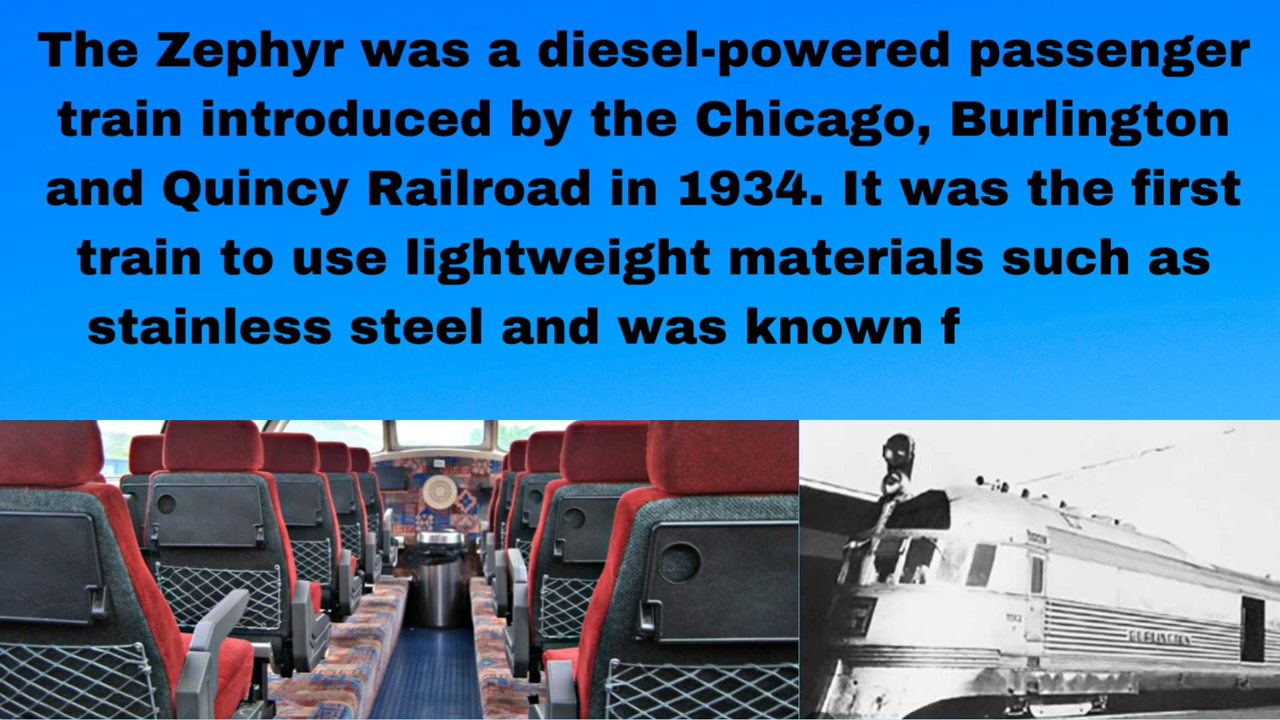 The Zephyr was a diesel-powered passenger
train introduced by the Chicago, Burlington
and Quincy Railroad in 1934. It was the first
train to use lightweight materials such as
stainless steel and was known f
BURLINGTON